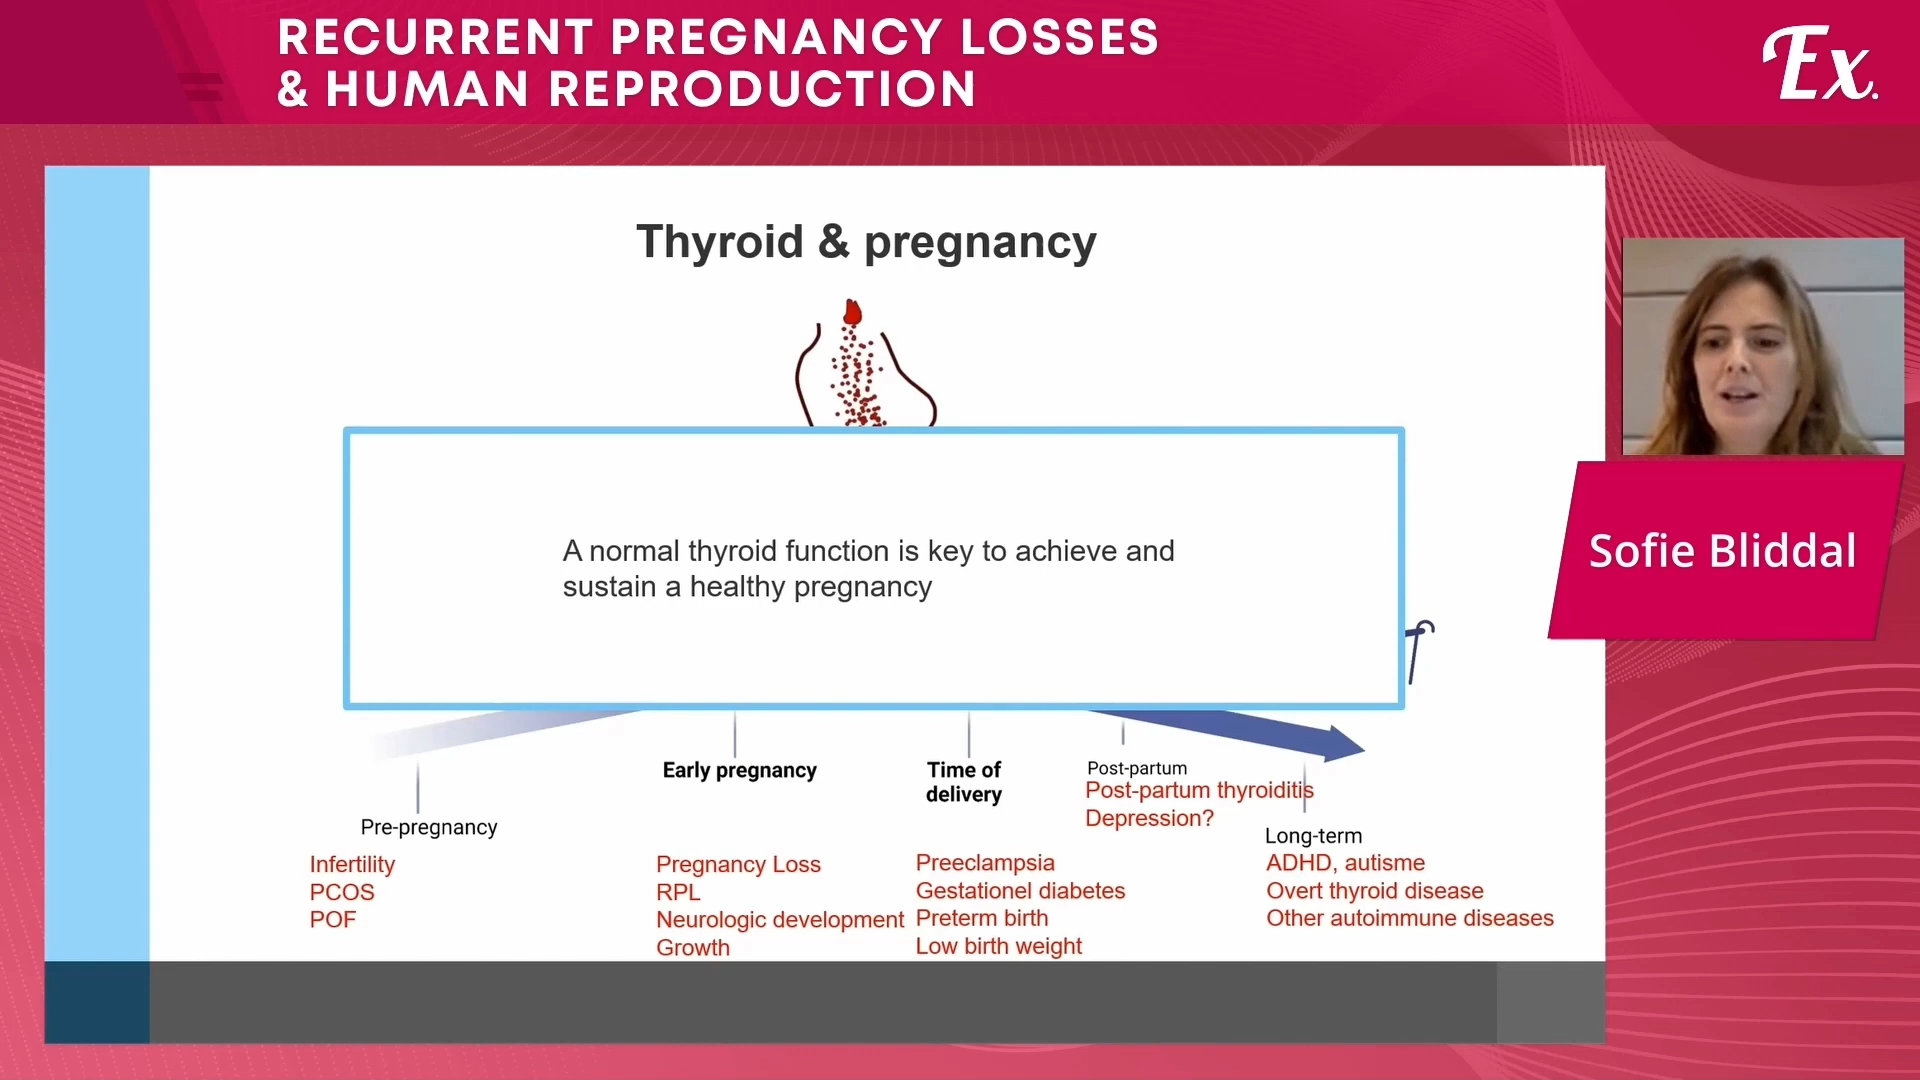 RECURRENT PREGNANCY LOSSES
& HUMAN REPRODUCTION
Ex.
Thyroid & pregnancy
Sofie Bliddal
A normal thyroid function is key to achieve and
sustain a healthy pregnancy
Pre-pregnancy
Infertility
PCOS
POF
Early pregnancy
Pregnancy Loss
RPL
Neurologic development
Growth
Time of
delivery
Preeclampsia
Gestationel diabetes
Preterm birth
Low birth weight
Post-partum
Post-partum thyroiditis
Depression?
Long-term
ADHD, autisme
Overt thyroid disease
Other autoimmune diseases